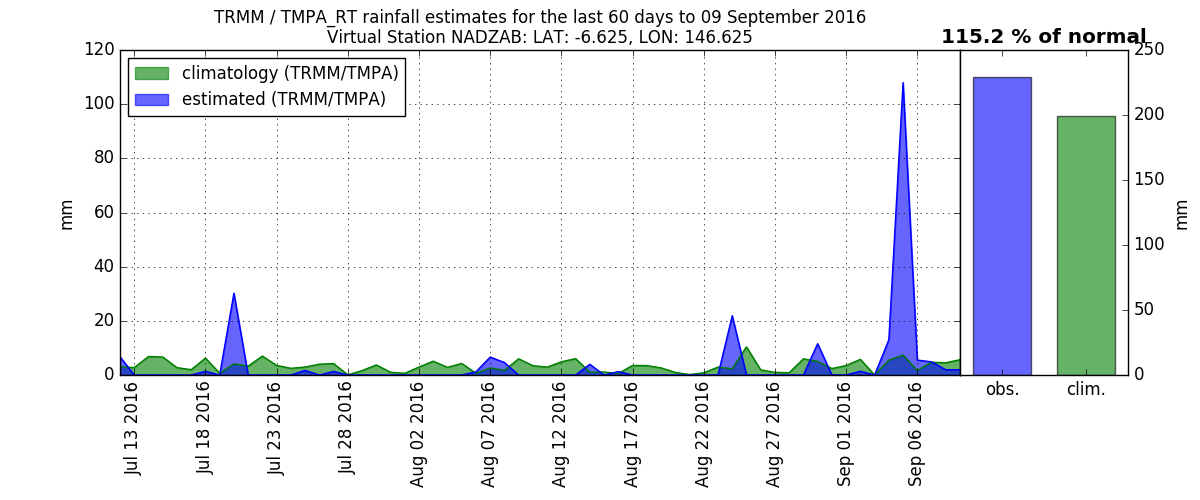 TRMM / TMPA_RT rainfall estimates for the last 60 days to 09 September 2016
Virtual Station NADZAB: LAT: -6.625, LON: 146.625
115.2 % of normal
climatology (TRMM/TMPA)
estimated (TRMM/TMPA)
mm
120
100
80
60
40
20
0
Jul 13 2016
Jul 18 2016
Jul 23 2016
Jul 28 2016
Aug 02 2016
Aug 07 2016
Aug 12 2016
Aug 17 2016
Aug 22 2016
Aug 27 2016
Sep 01 2016
Sep 06 2016
obs.
clim.
250
200
150
100
50
0
mm